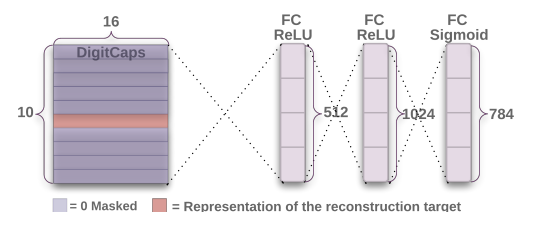 16
DigitCaps
10
FC
ReLU
512
FC
ReLU
1024
FC
Sigmoid
784
= 0 Masked
= Representation of the reconstruction target